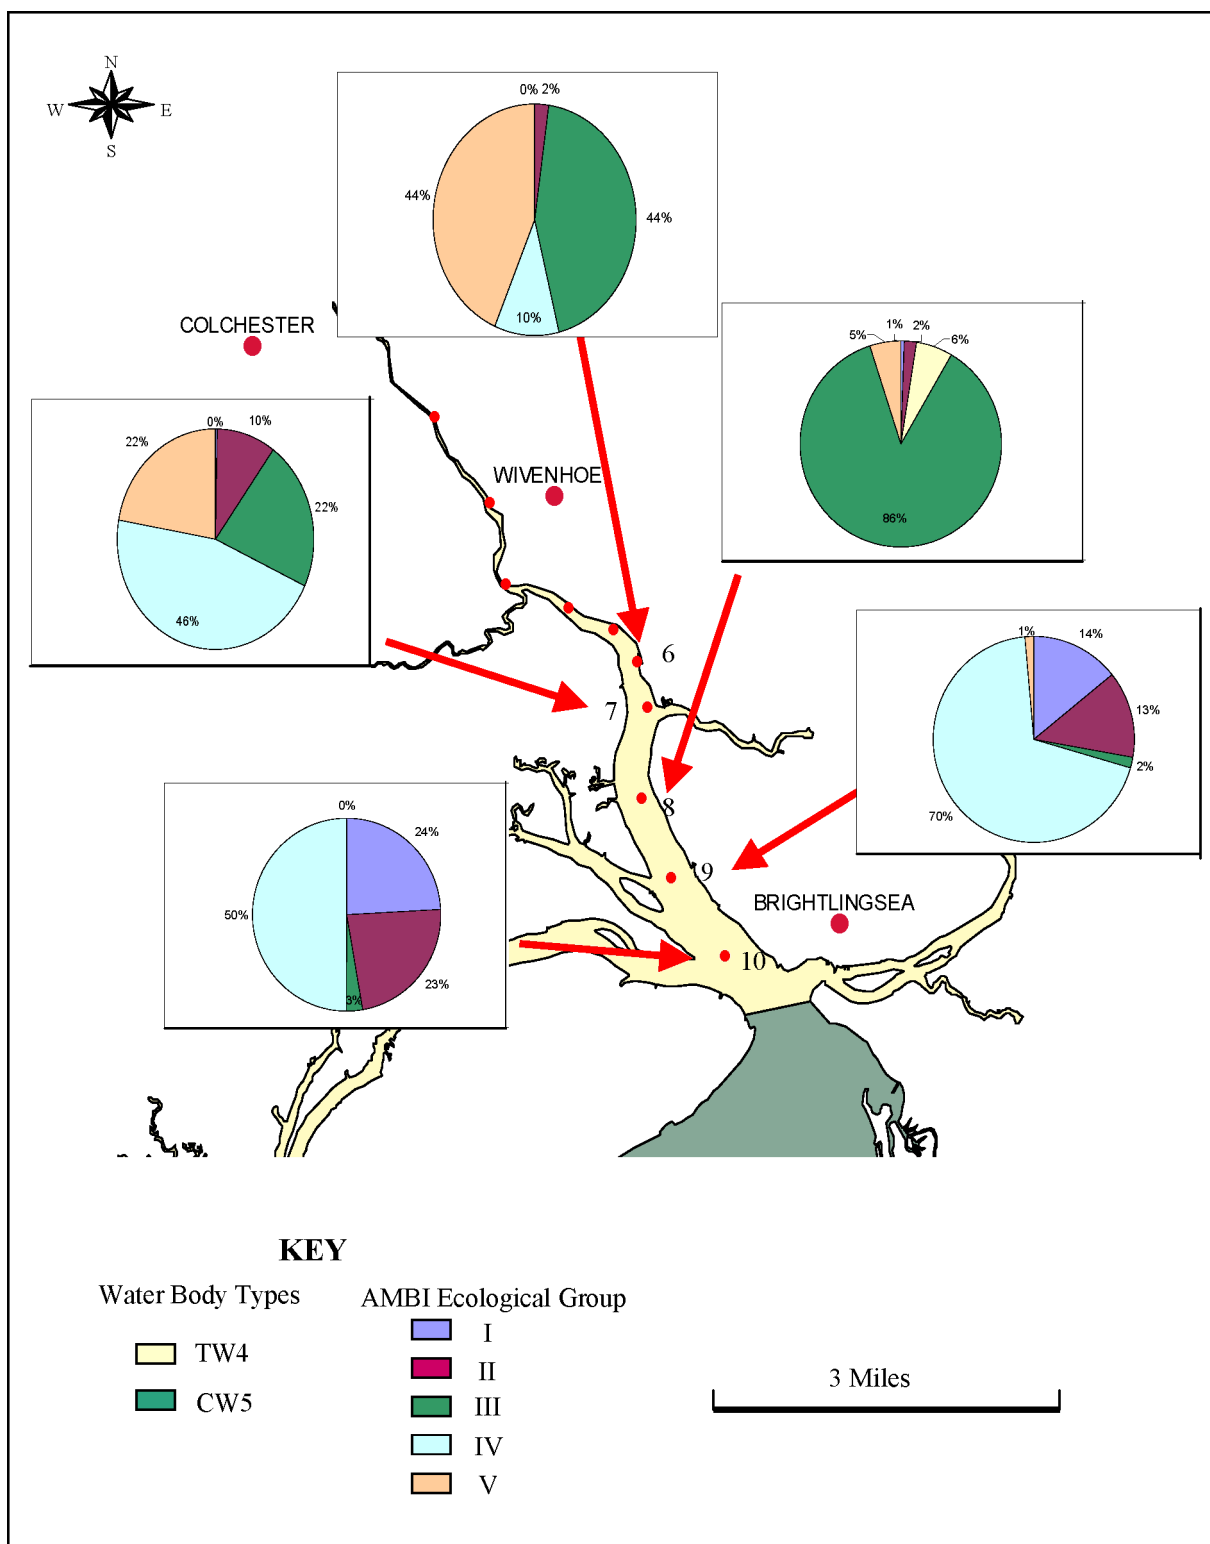 N
W E
S
0% 2%
44%
44%
10%
COLCHESTER
5% 1% 2% 6%
86%
0% 10%
22%
22%
46%
WIVENHOE
6
7
8
9
10
1% 14%
13%
2%
70%
0%
24%
50%
23%
3%
BRIGHTLINGSEA
KEY
Water Body Types
TW4
CW5
AMBI Ecological Group
I
II
III
IV
V
3 Miles